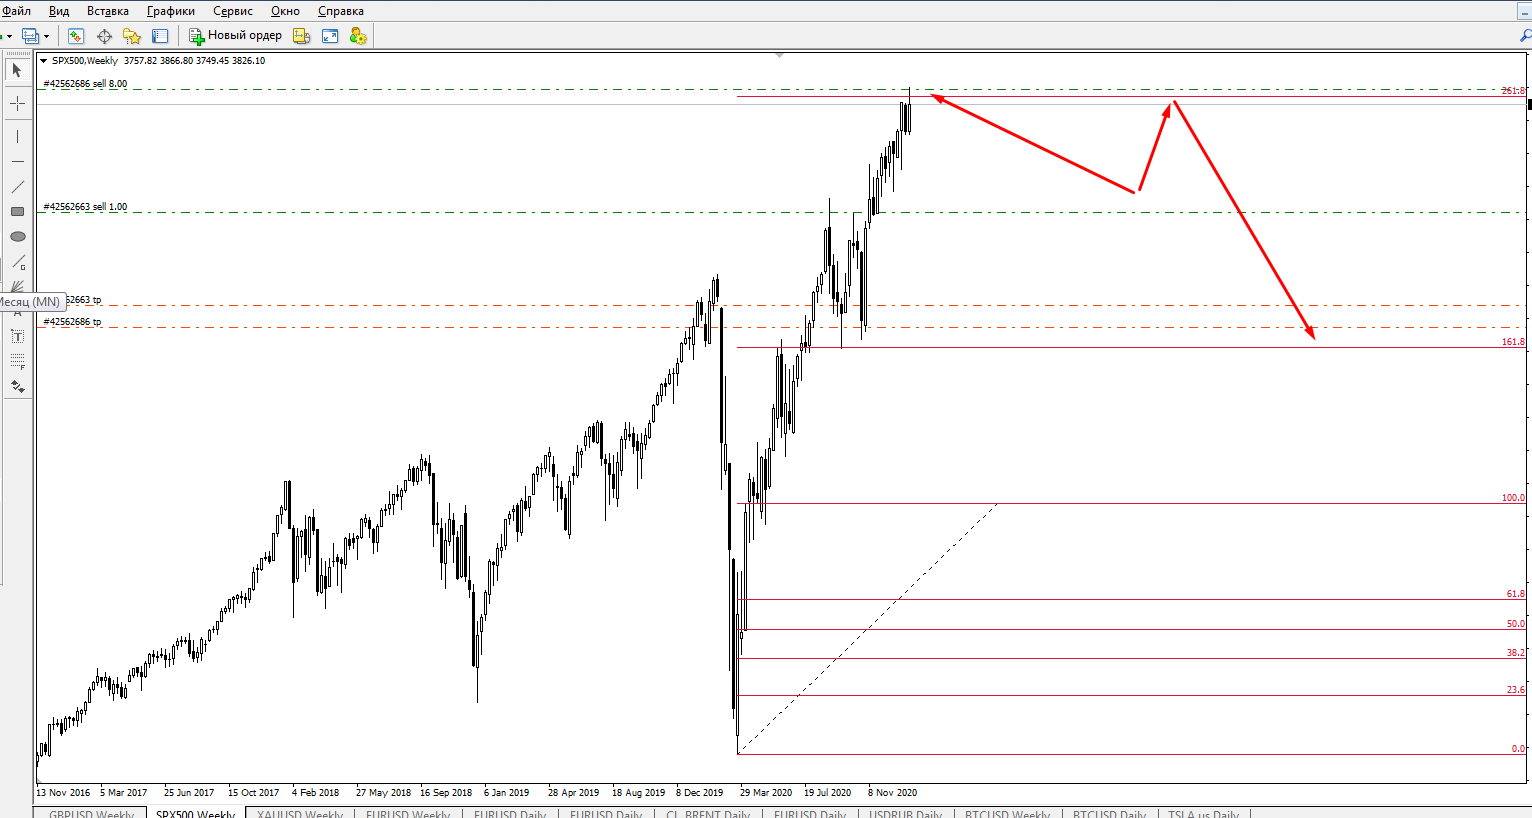 Файл Вид Вставка Графики Сервис Окно Справка
Новый ордер
SPX500,Weekly 3757.82 3866.80 3749.45 3826.10
#42562686 sell 8.00
261.8
#42562663 sell 1.00
Месяц (MN)
62663 tp
#42562686 tp
161.8
100.0
61.8
50.0
38.2
23.6
0.0
13 Nov 2016 5 Mar 2017 25 Jun 2017 15 Oct 2017 4 Feb 2018 27 May 2018 16 Sep 2018 6 Jan 2019 28 Apr 2019 18 Aug 2019 8 Dec 2019 29 Mar 2020 19 Jul 2020 8 Nov 2020
GBPUSD,Weekly SPX500,Weekly XAUUSD,Weekly EURUSD,Weekly EURUSD,Daily EURUSD,Daily CL_BRENT,Daily EURUSD,Daily USDRUB,Daily BTCUSD,Weekly BTCUSD,Daily TSLA.us,Daily